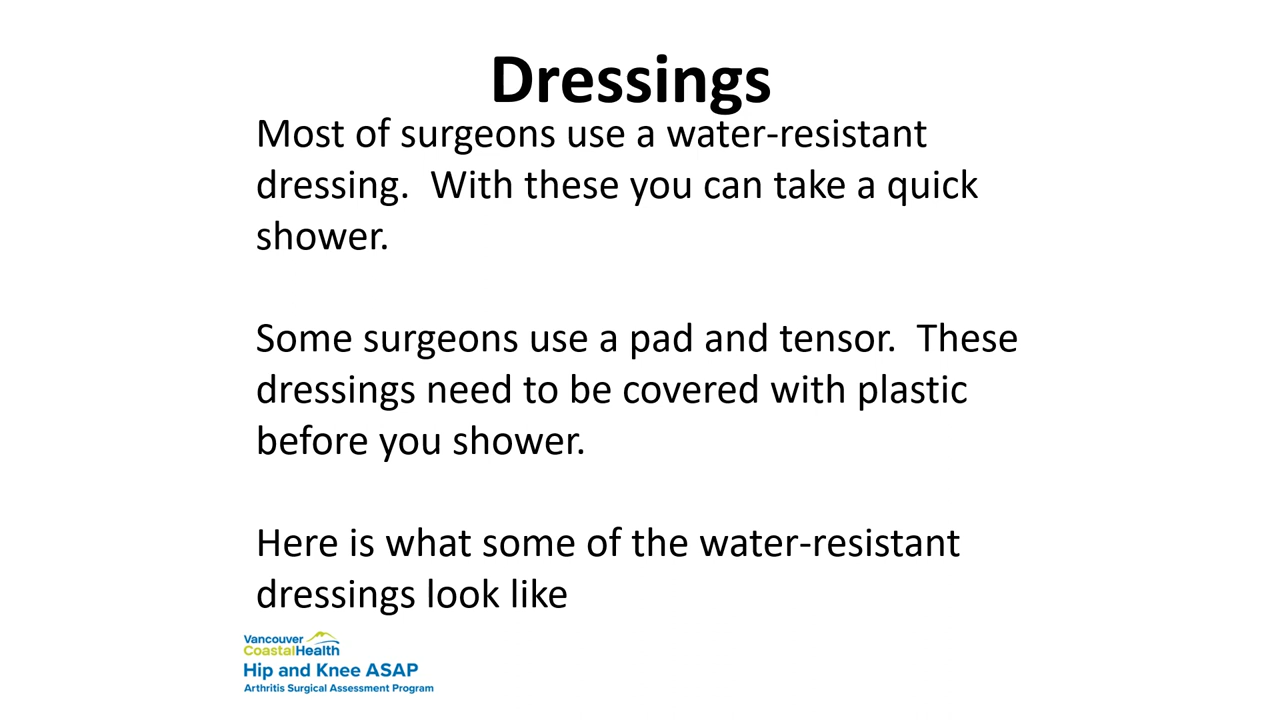 Dressings
Most of surgeons use a water-resistant
dressing.  With these you can take a quick
shower.
Some surgeons use a pad and tensor.  These
dressings need to be covered with plastic
before you shower.
Here is what some of the water-resistant
dressings look like
Vancouver
CoastalHealth
Hip and Knee ASAP
Arthritis Surgical Assessment Program